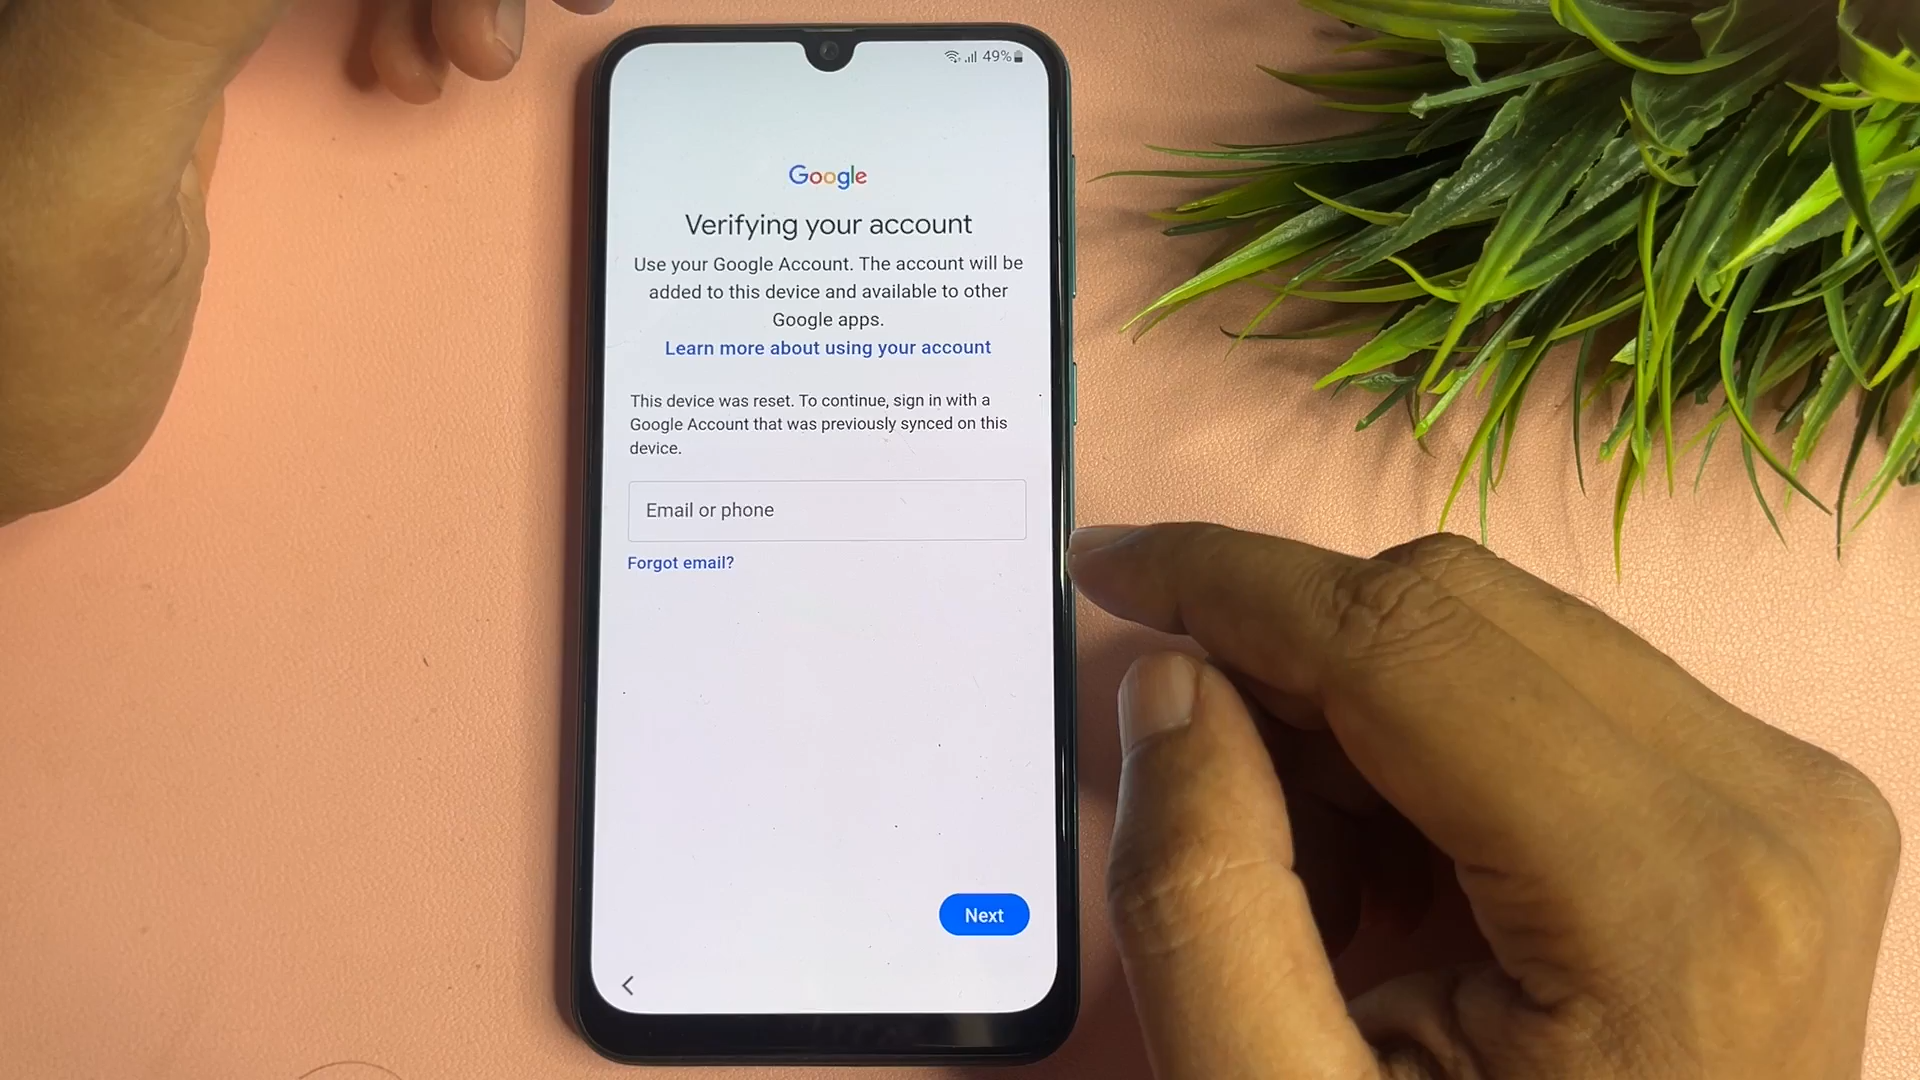 49%
Google
Verifying your account
Use your Google Account. The account will be
added to this device and available to other
Google apps.
Learn more about using your account
This device was reset. To continue, sign in with a
Google Account that was previously synced on this
device.
Email or phone
Forgot email?
Next